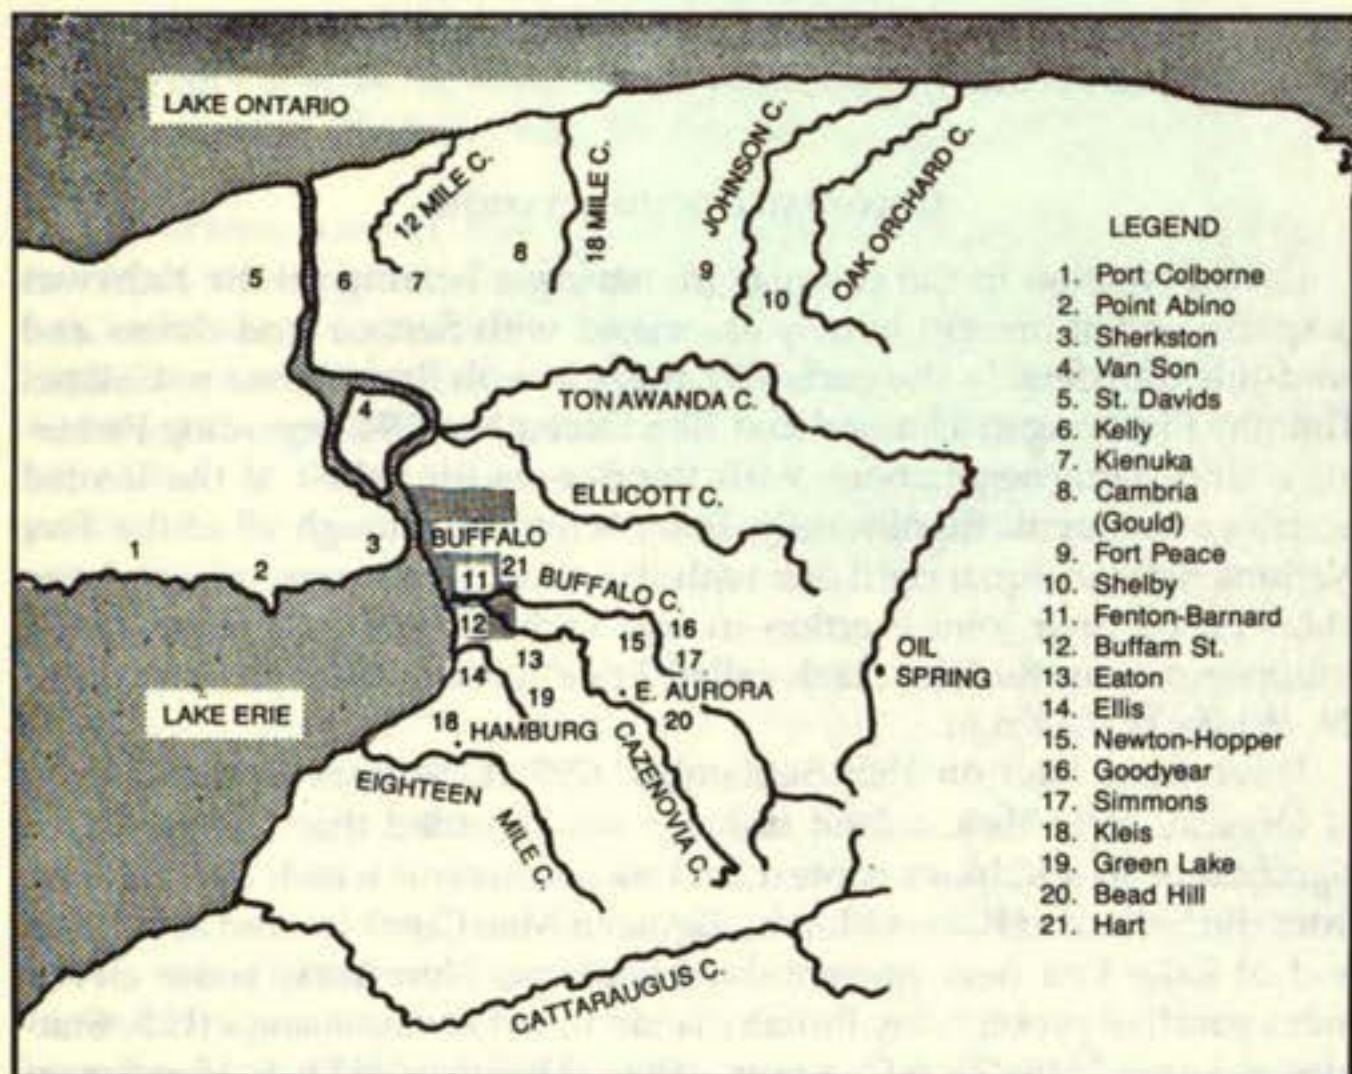 LAKE ONTARIO
12 MILE C.
18 MILE C.
JOHNSON C.
OAK ORCHARD C.
5
6
7
8
9
10
TONAWANDA C.
4
ELLICOTT C.
BUFFALO
1
2
3
11
21
BUFFALO C.
12
13
14
15
16
17
OIL
SPRING
E. AURORA
19
20
18
HAMBURG
LAKE ERIE
CAZENOVIA C.
EIGHTEEN
MILE C.
CATTARAUGUS C.
LEGEND
1. Port Colborne
2. Point Abino
3. Sherkston
4. Van Son
5. St. Davids
6. Kelly
7. Kienuka
8. Cambria
(Gould)
9. Fort Peace
10. Shelby
11. Fenton-Barnard
12. Buffam St.
13. Eaton
14. Ellis
15. Newton-Hopper
16. Goodyear
17. Simmons
18. Kleis
19. Green Lake
20. Bead Hill
21. Hart